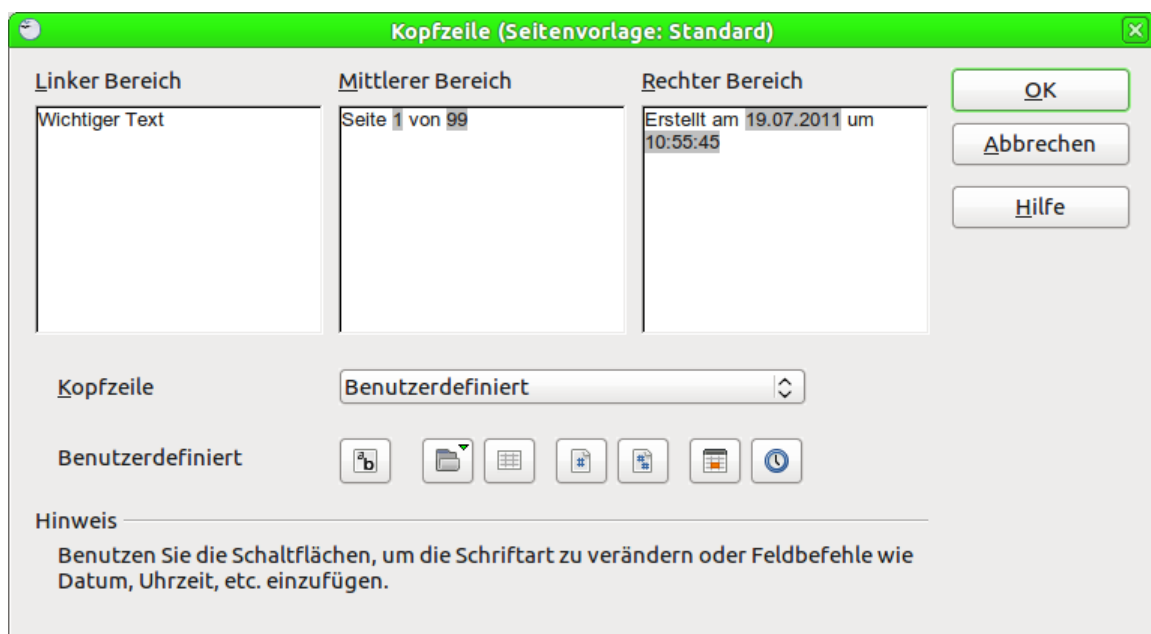 Kopfzeile (Seitenvorlage: Standard)
Linker Bereich
Mittlerer Bereich
Rechter Bereich
Wichtiger Text
Seite 1 von 99
Erstellt am 19.07.2011 um
10:55:45
OK
Abbrechen
Hilfe
Kopfzeile
Benutzerdefiniert
Benutzerdefiniert
Hinweis
Benutzen Sie die Schaltflächen, um die Schriftart zu verändern oder Feldbefehle wie
Datum, Uhrzeit, etc. einzufügen.